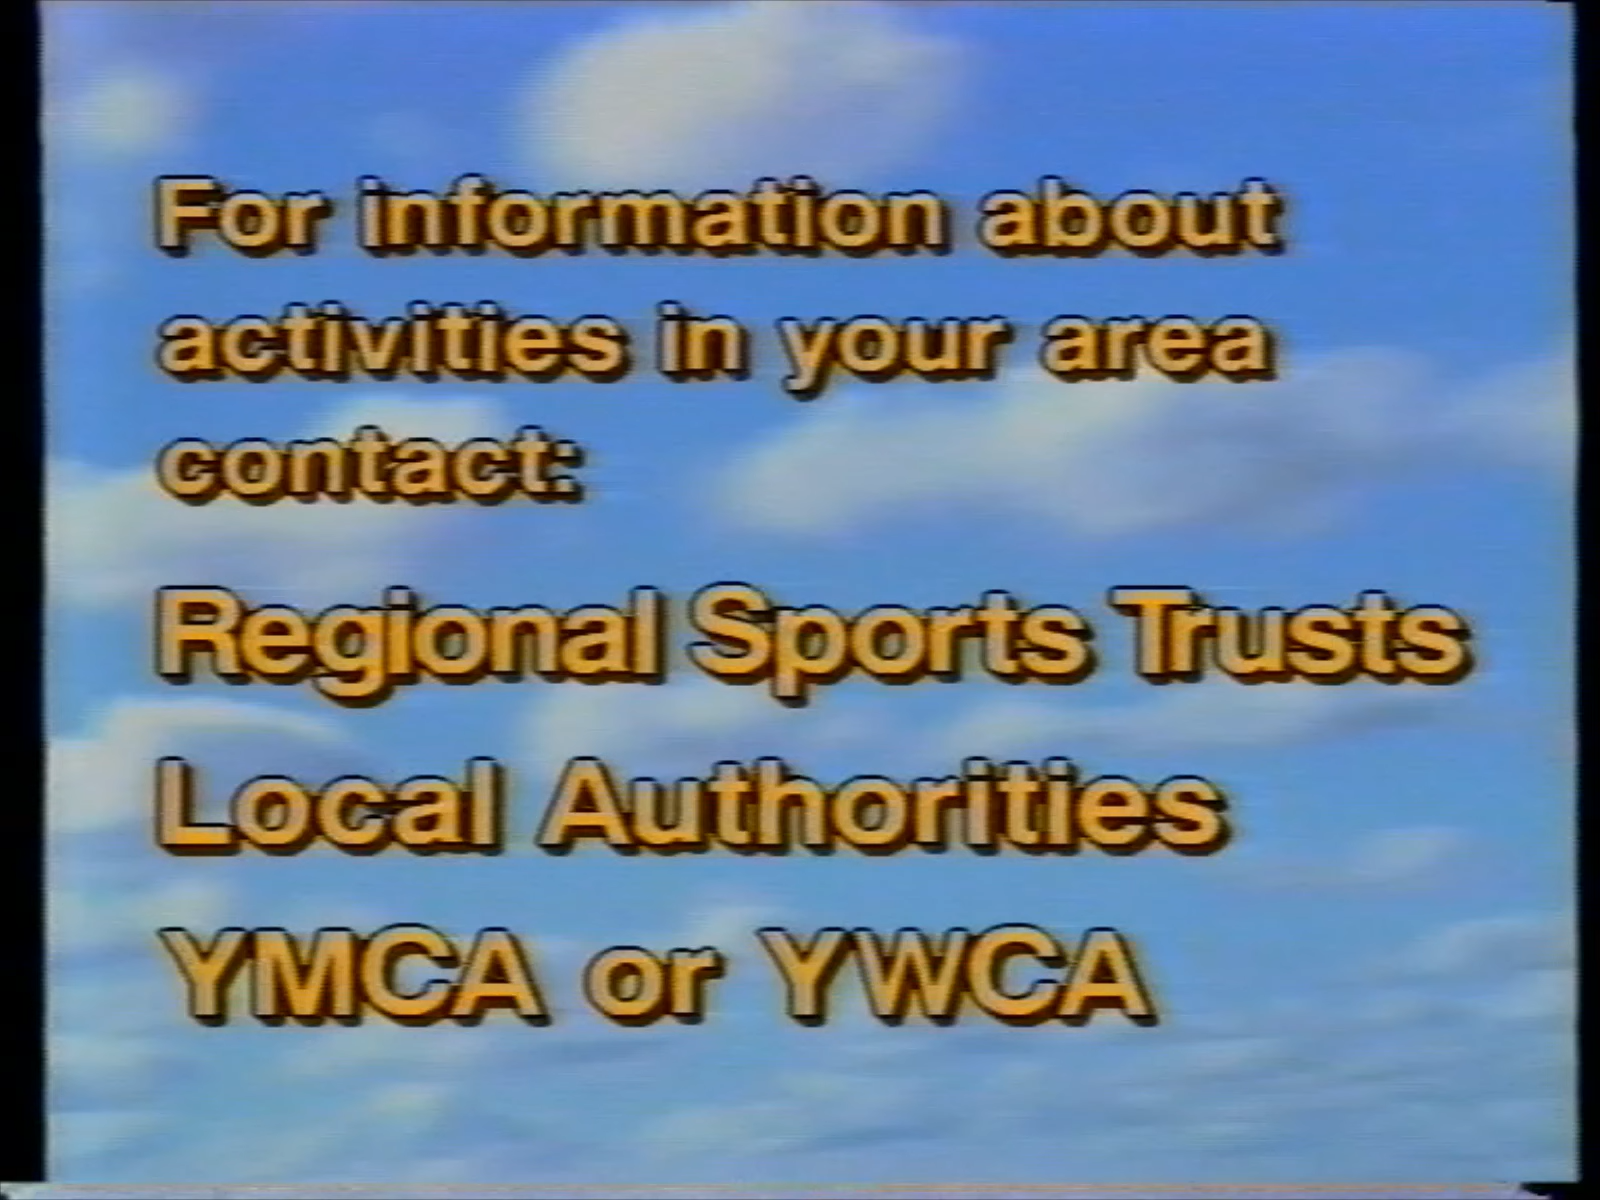 For information about
activities in your area
contact:
Regional Sports Trusts
Local Authorities
YMCA or YWCA